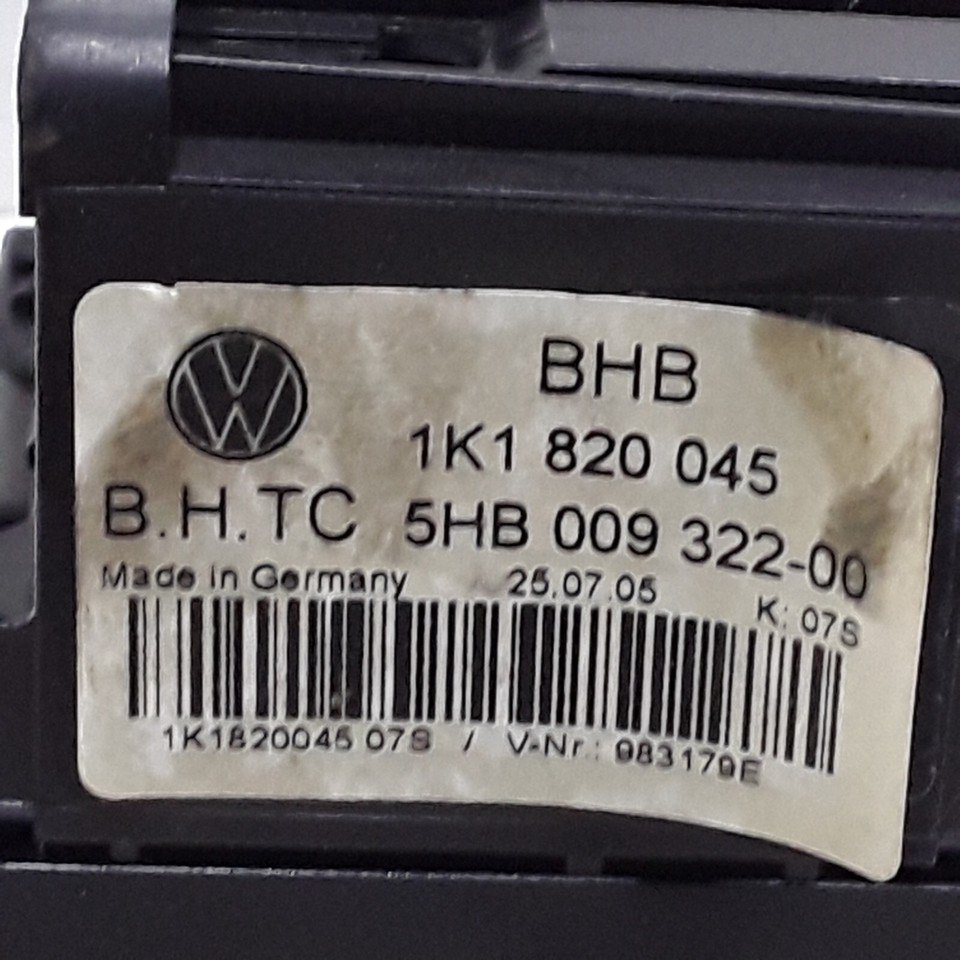 BHB
1K1 820 045
B.H.TC 5HB 009 322-00
Made in Germany 25.07.05 K: 07S
1K1820045 07S / V-Nr.: 983179E